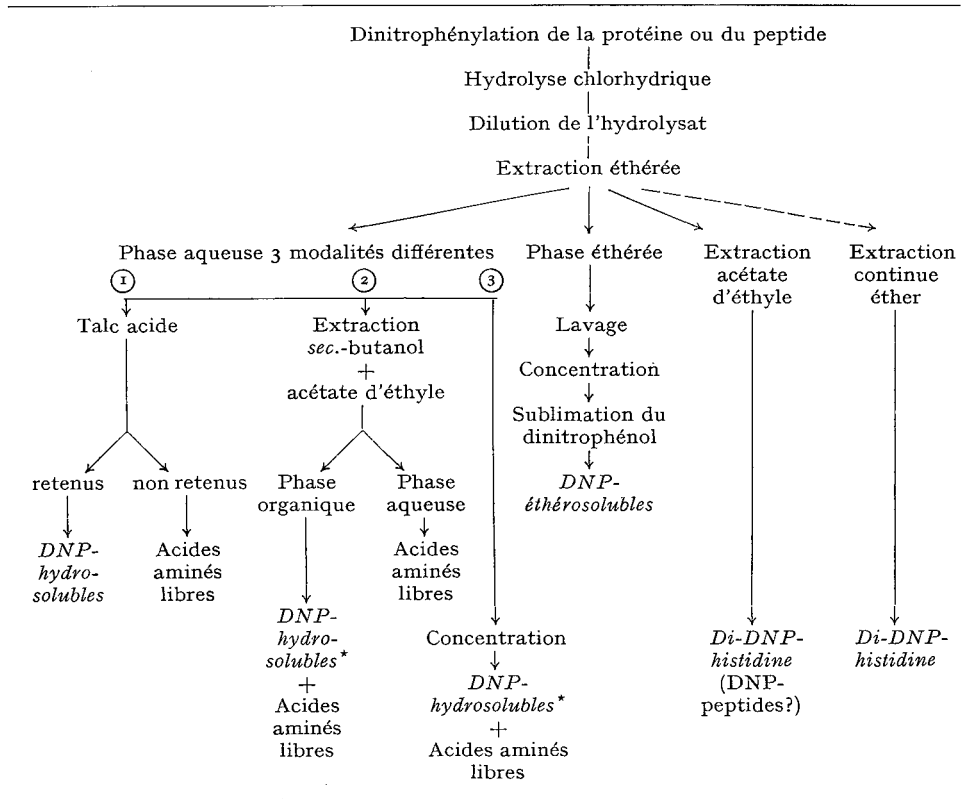 Dinitrophénylation de la protéine ou du peptide
Hydrolyse chlorhydrique
Dilution de l'hydrolysat
Extraction éthérée
Phase aqueuse 3 modalités différentes
1
2
3
Talc acide
retenus
DNP-
hydro-
solubles
non retenus
Acides
aminés
libres
Extraction
sec.-butanol
+
acétate d'éthyle
Phase
organique
DNP-
hydro-
solubles*
+
Acides
aminés
libres
Phase
aqueuse
Acides
aminés
libres
Concentration
DNP-
hydrosolubles*
+
Acides aminés
libres
Phase éthérée
Lavage
Concentration
Sublimation du
dinitrophénol
DNP-
éthérosolubles
Extraction
acétate
d'éthyle
Di-DNP-
histidine
(DNP-
peptides?)
Extraction
continue
éther
Di-DNP-
histidine